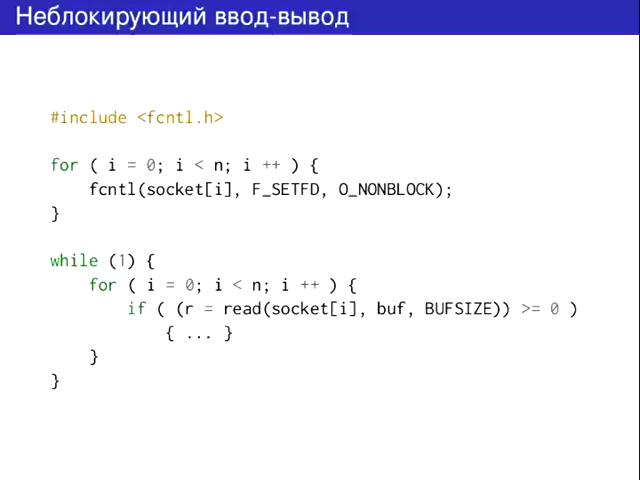 Неблокирующий ввод-вывод
#include <fcntl.h>
for ( i = 0; i < n; i ++ ) {
fcntl(socket[i], F_SETFD, O_NONBLOCK);
}
while (1) {
for ( i = 0; i < n; i ++ ) {
if ( (r = read(socket[i], buf, BUFSIZE)) >= 0 )
{ ... }
}
}